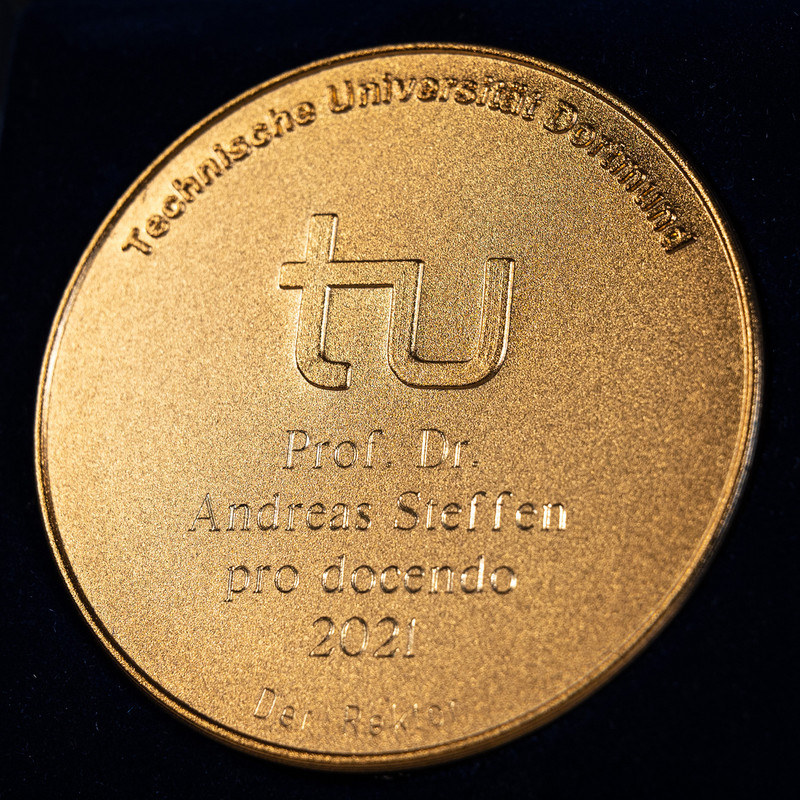 Technische Universität Dortmund
tu
Prof. Dr.
Andreas Steffen
pro docendo
2021
Der Rektor